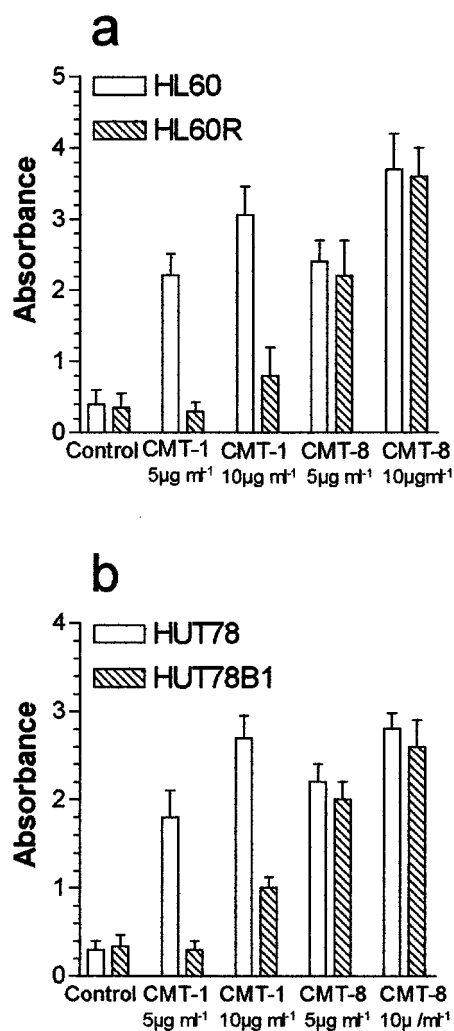 a
HL60
HL60R
5
4
3
2
1
0
Absorbance
Control CMT-1 CMT-1 CMT-8 CMT-8
5µg ml⁻¹ 10µg ml⁻¹ 5µg ml⁻¹ 10µgml⁻¹
b
HUT78
HUT78B1
4
3
2
1
0
Absorbance
Control CMT-1 CMT-1 CMT-8 CMT-8
5µg ml⁻¹ 10µg ml⁻¹ 5µg ml⁻¹ 10µ /ml⁻¹